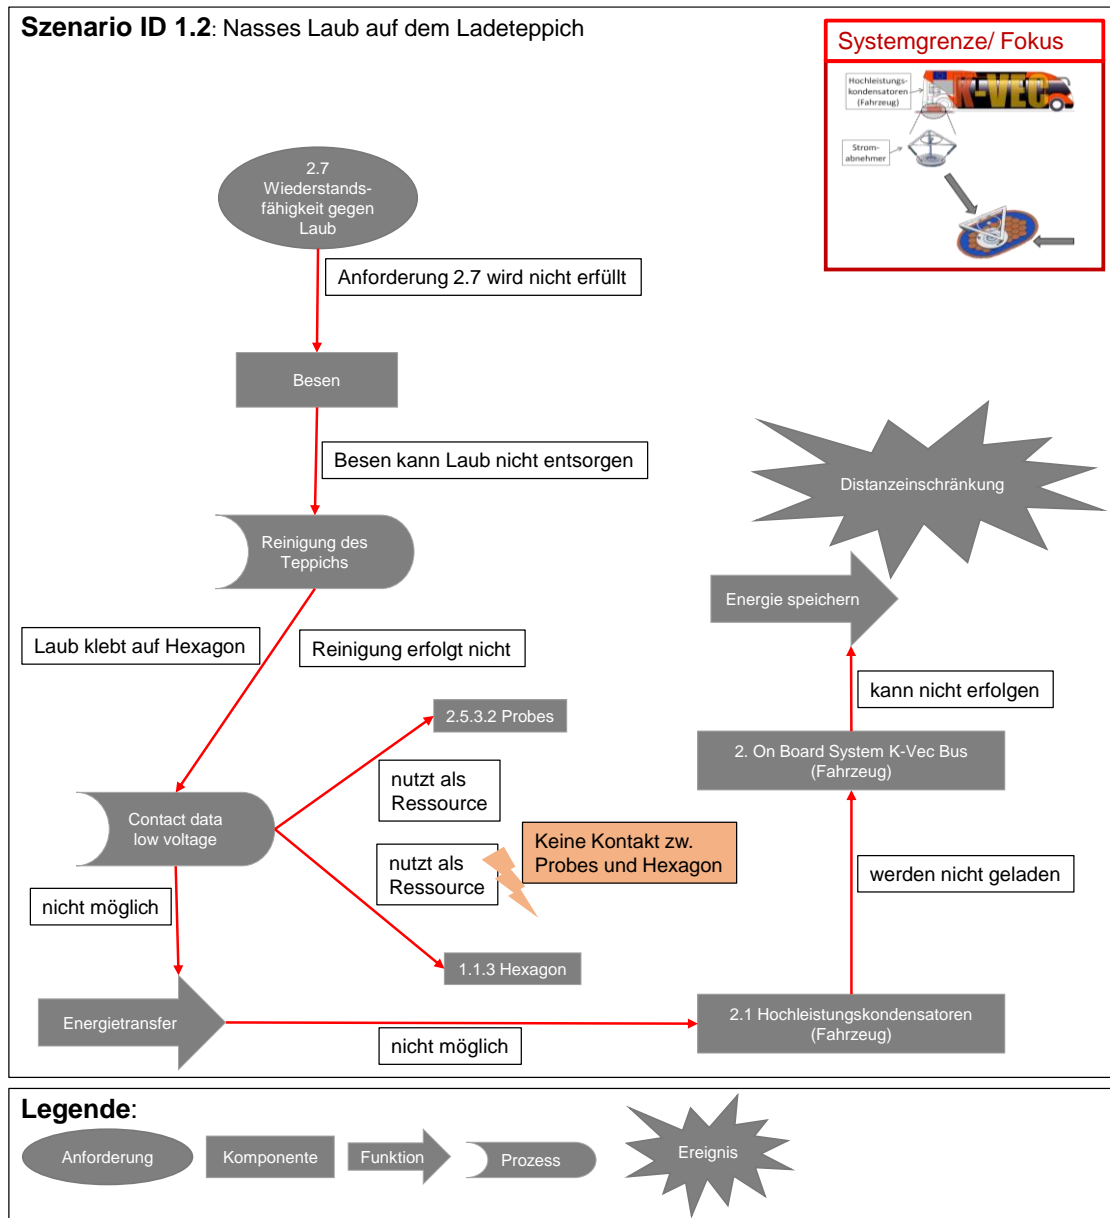 Szenario ID 1.2: Nasses Laub auf dem Ladeteppich
Systemgrenze/ Fokus
Hochleistungs-
kondensatoren
(Fahrzeug)
K-VEC
Strom-
abnehmer
2.7
Wiederstands-
fähigkeit gegen
Laub
Anforderung 2.7 wird nicht erfüllt
Besen
Besen kann Laub nicht entsorgen
Distanzeinschränkung
Reinigung des
Teppichs
Energie speichern
Laub klebt auf Hexagon
Reinigung erfolgt nicht
kann nicht erfolgen
2.5.3.2 Probes
2. On Board System K-Vec Bus
(Fahrzeug)
nutzt als
Ressource
Contact data
low voltage
Keine Kontakt zw.
Probes und Hexagon
nutzt als
Ressource
werden nicht geladen
nicht möglich
1.1.3 Hexagon
Energietransfer
2.1 Hochleistungskondensatoren
(Fahrzeug)
nicht möglich
Legende:
Anforderung
Komponente
Funktion
Prozess
Ereignis